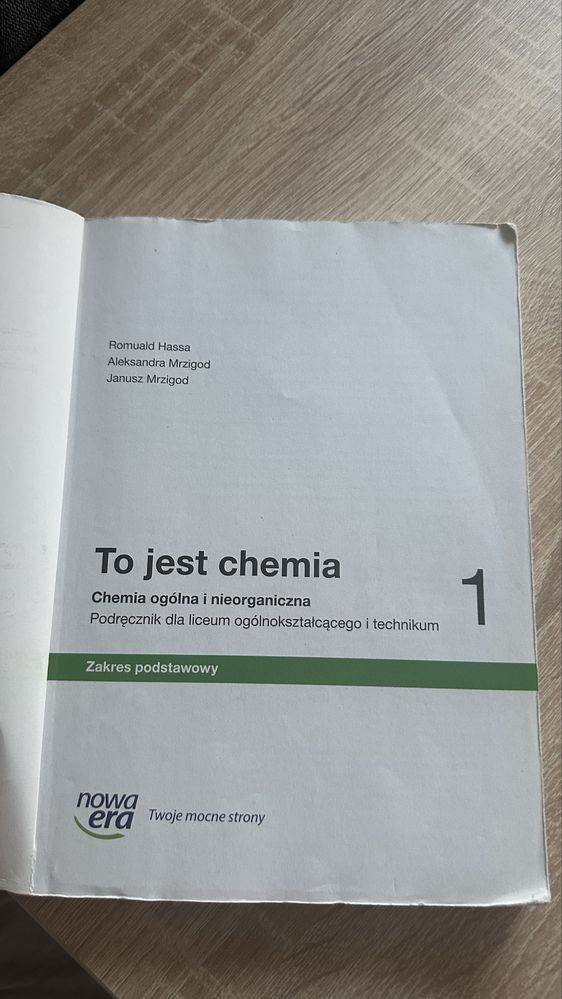 Romuald Hassa
Aleksandra Mrzigod
Janusz Mrzigod
To jest chemia
1
Chemia ogólna i nieorganiczna
Podręcznik dla liceum ogólnokształcącego i technikum
Zakres podstawowy
nowa
era
Twoje mocne strony